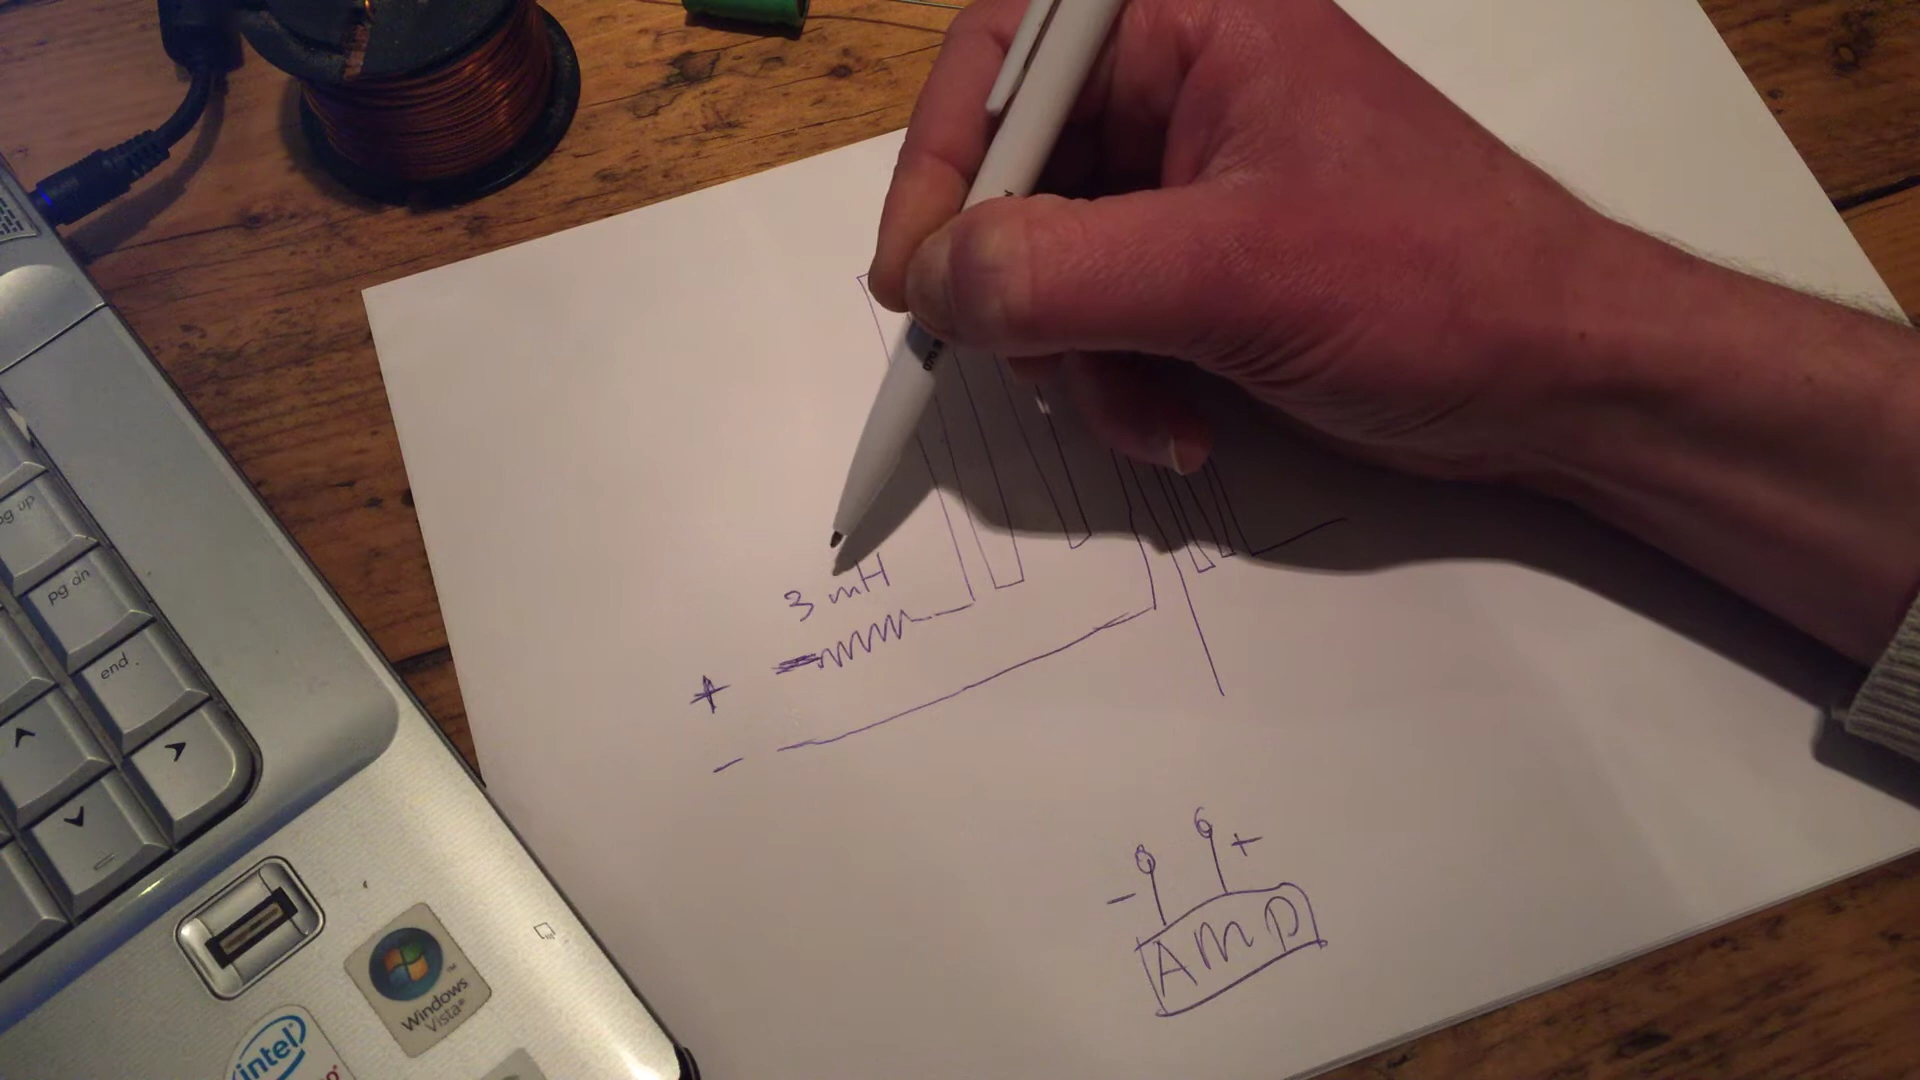 pg up
pg dn
end
3 mH
+
-
- +
AMP
Windows
Vista®
intel